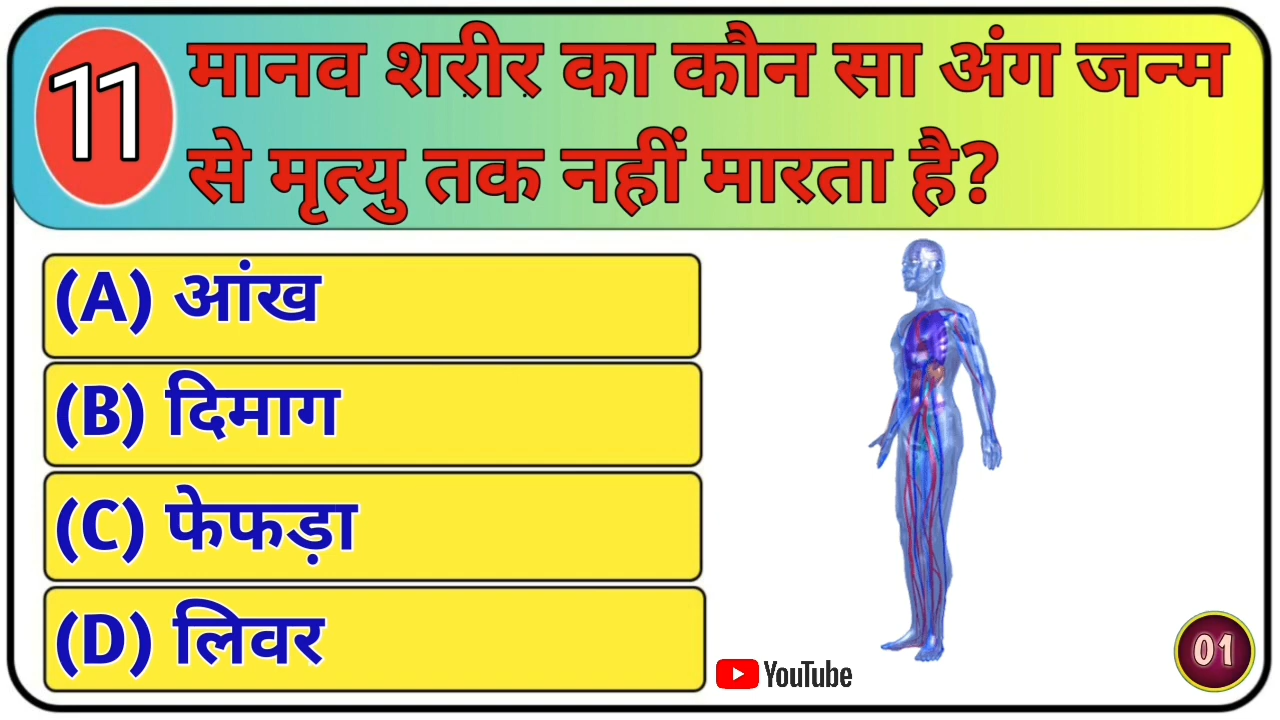 11
मानव शरीर का कौन सा अंग जन्म
से मृत्यु तक नहीं मारता है?
(A) आंख
(B) दिमाग
(C) फेफड़ा
(D) लिवर
YouTube
01